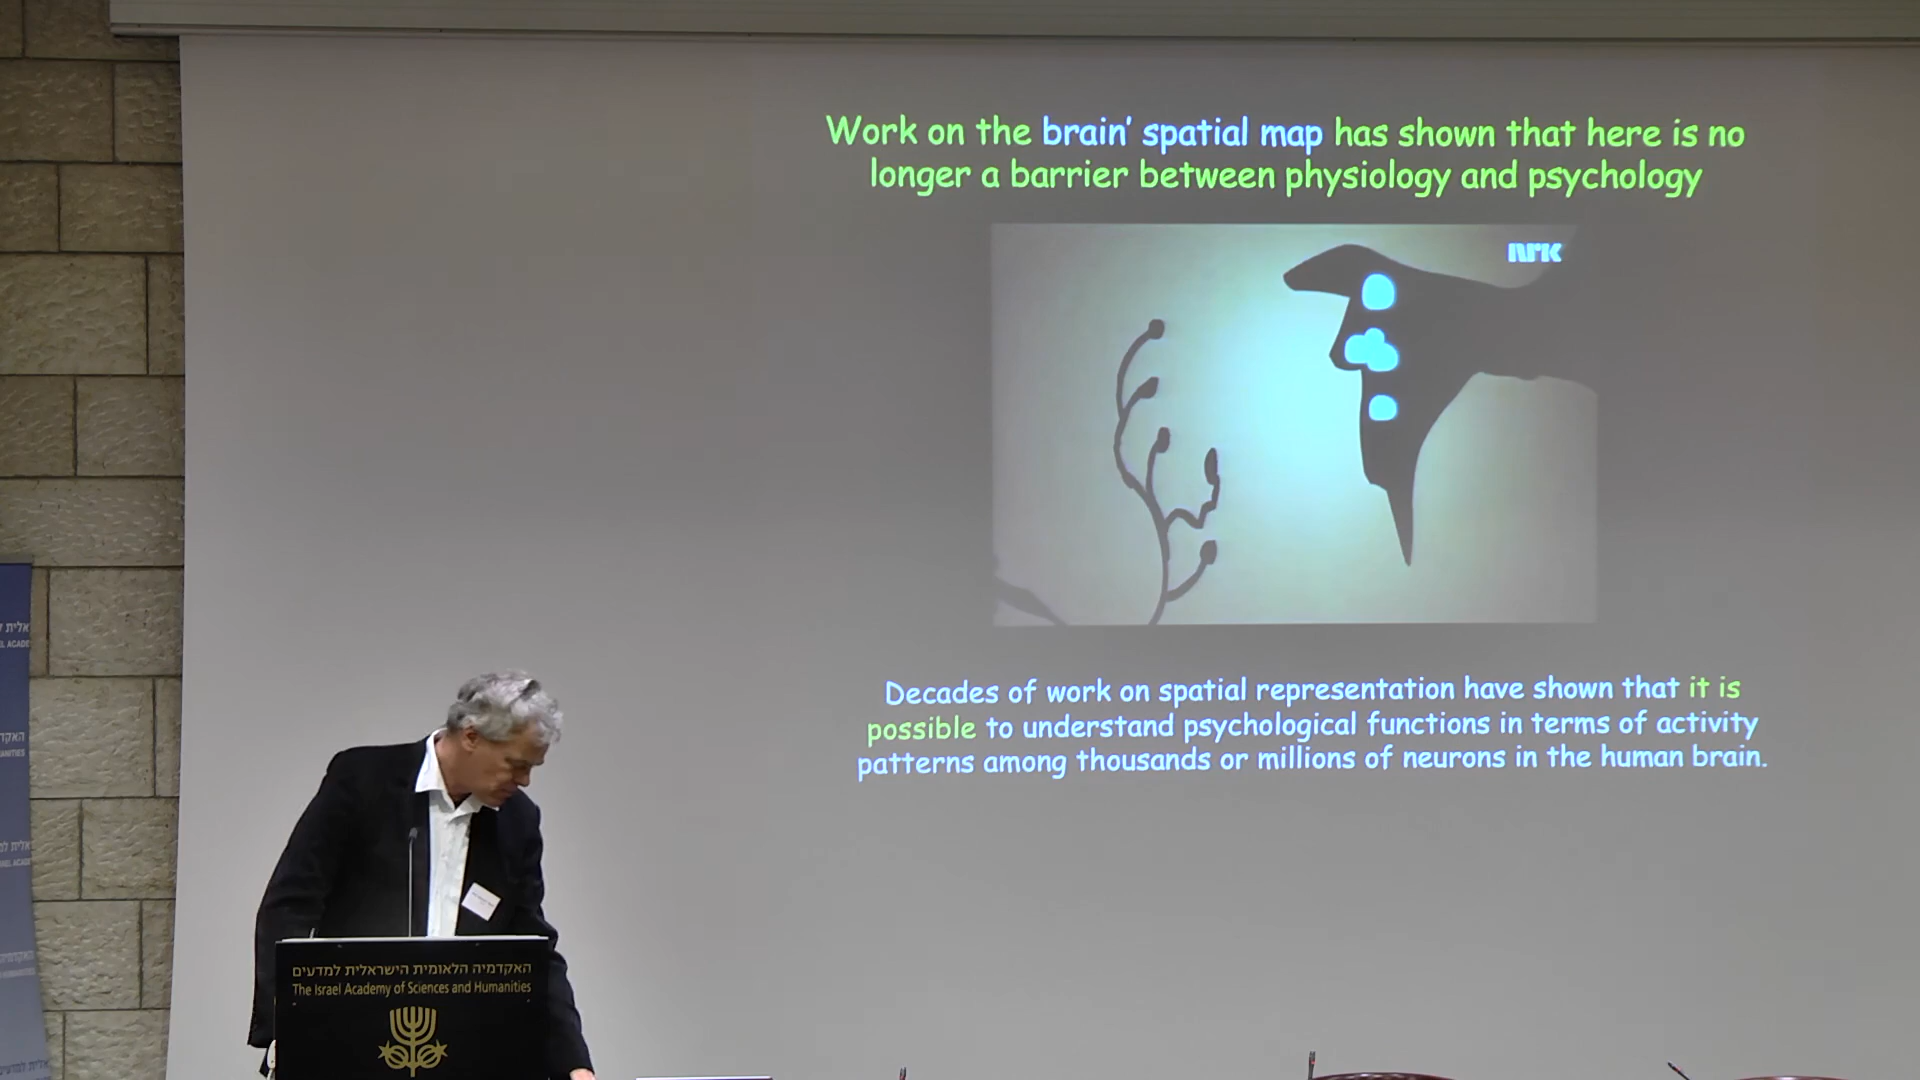 Work on the brain' spatial map has shown that here is no
longer a barrier between physiology and psychology
nrk
Decades of work on spatial representation have shown that it is
possible to understand psychological functions in terms of activity
patterns among thousands or millions of neurons in the human brain.
האקדמיה הלאומית הישראלית למדעים
The Israel Academy of Sciences and Humanities